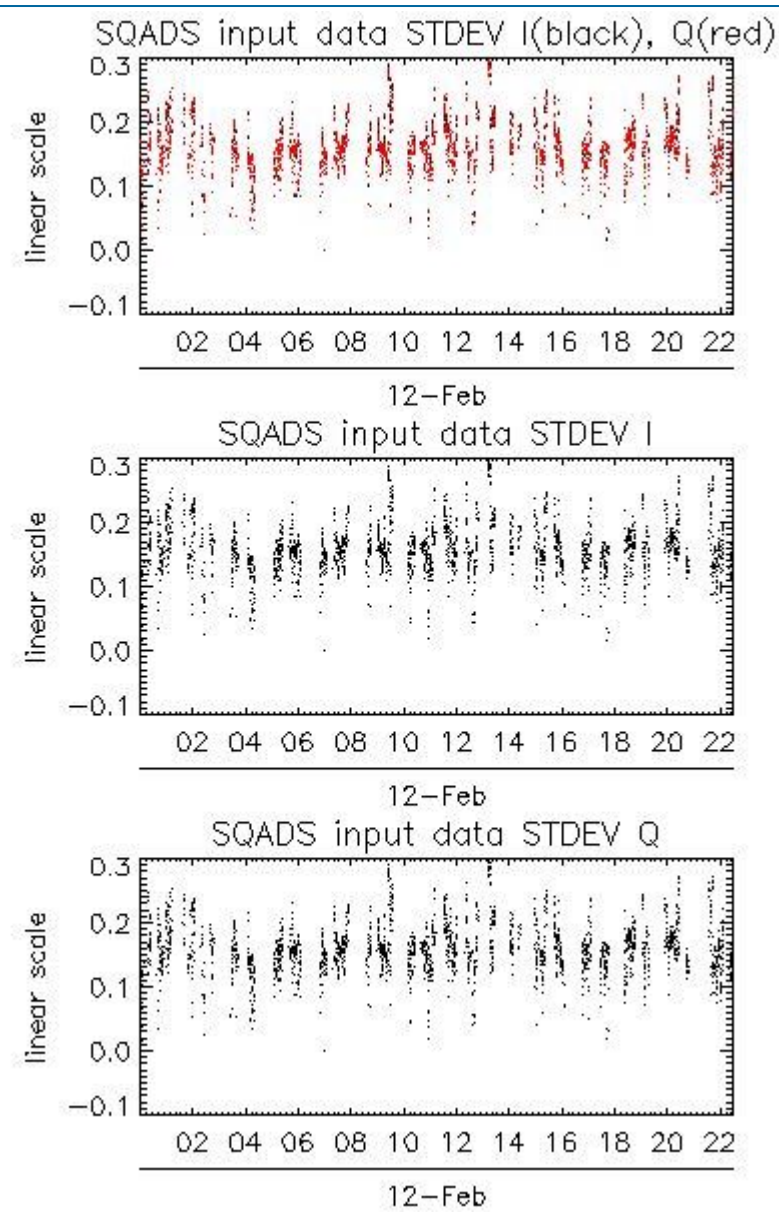 SQADS input data STDEV I(black), Q(red)
0.3
0.2
0.1
0.0
−0.1
linear scale
02 04 06 08 10 12 14 16 18 20 22
12−Feb
SQADS input data STDEV I
0.3
0.2
0.1
0.0
−0.1
linear scale
02 04 06 08 10 12 14 16 18 20 22
12−Feb
SQADS input data STDEV Q
0.3
0.2
0.1
0.0
−0.1
linear scale
02 04 06 08 10 12 14 16 18 20 22
12−Feb